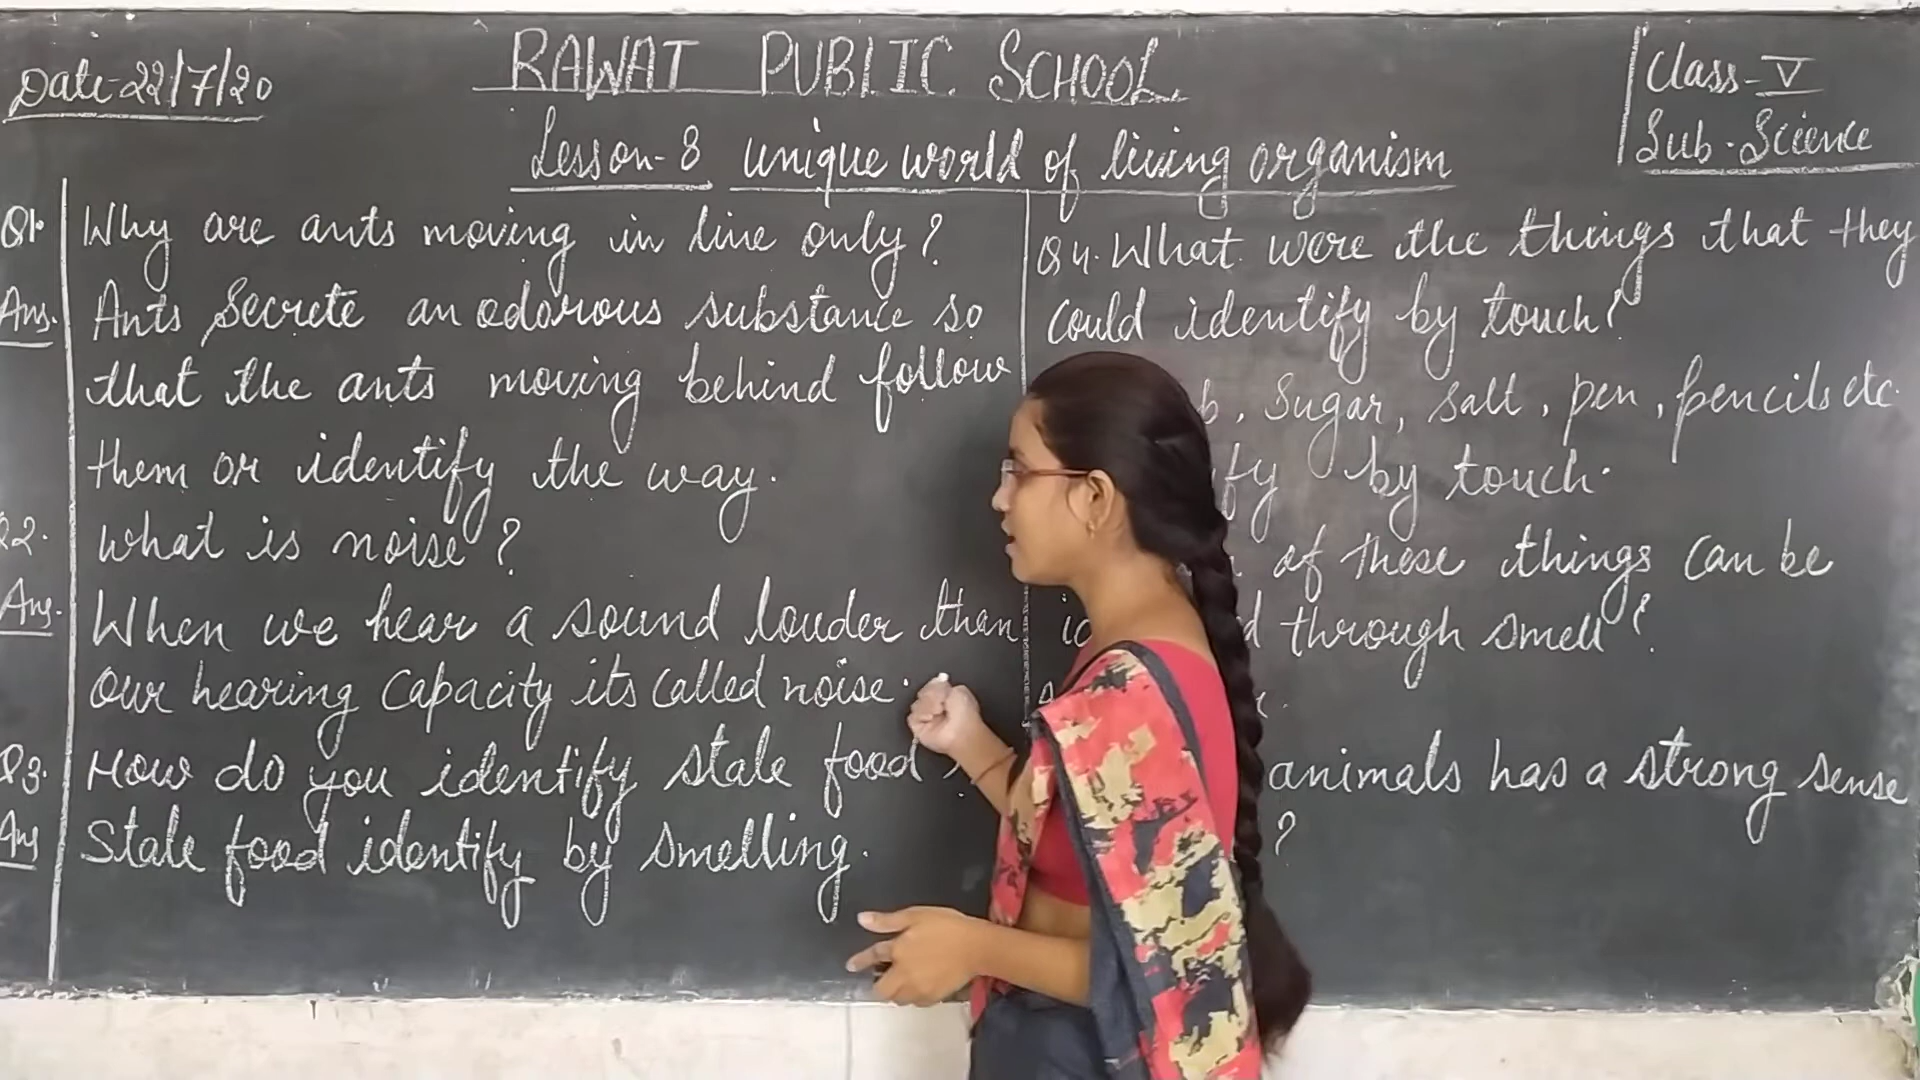 Date-22/7/20
RAWAT PUBLIC SCHOOL
Class-V
Sub. Science
Lesson-8 unique world of living organism
Q1. Why are ants moving in line only?
Ans. Ants secrete an odorous substance so
that the ants moving behind follow
them or identify the way.
Q2. What is noise?
Ans. When we hear a sound louder than
our hearing capacity its called noise.
Q3. How do you identify stale food
Ans Stale food identify by smelling.
Q4. What were the things that they
could identify by touch?
b, Sugar, salt, pen, pencils etc.
fy by touch.
of these things can be
d through smell?
animals has a strong sense
?